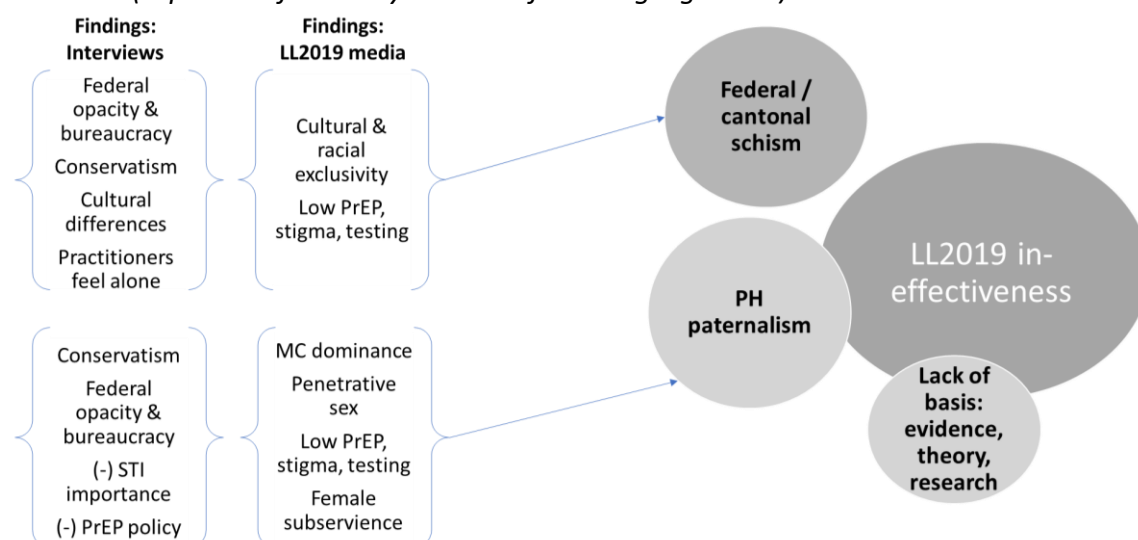 Findings:
Interviews
Federal
opacity &
bureaucracy
Conservatism
Cultural
differences
Practitioners
feel alone
Findings:
LL2019 media
Cultural &
racial
exclusivity
Low PrEP,
stigma, testing
Federal /
cantonal
schism
Conservatism
Federal
opacity &
bureaucracy
(-) STI
importance
(-) PrEP policy
MC dominance
Penetrative
sex
Low PrEP,
stigma, testing
Female
subservience
PH
paternalism
LL2019 in-
effectiveness
Lack of
basis:
evidence,
theory,
research